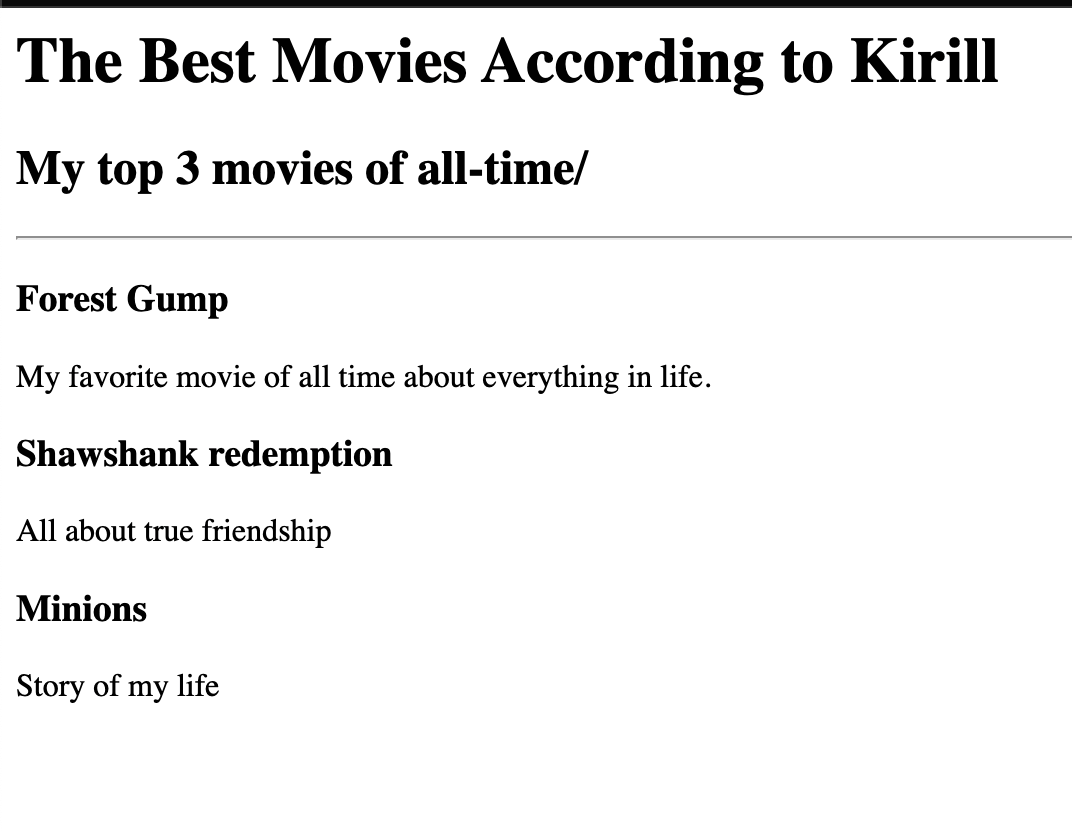 The Best Movies According to Kirill
My top 3 movies of all-time/
Forest Gump
My favorite movie of all time about everything in life.
Shawshank redemption
All about true friendship
Minions
Story of my life